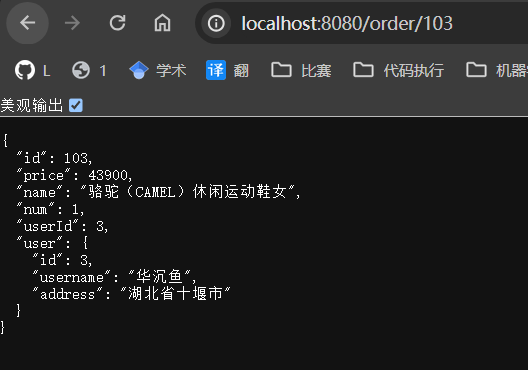 localhost:8080/order/103
L 1 学术 译 翻 比赛 代码执行 机器
美观输出
{
  "id": 103,
  "price": 43900,
  "name": "骆驼（CAMEL）休闲运动鞋女",
  "num": 1,
  "userId": 3,
  "user": {
    "id": 3,
    "username": "华沉鱼",
    "address": "湖北省十堰市"
  }
}